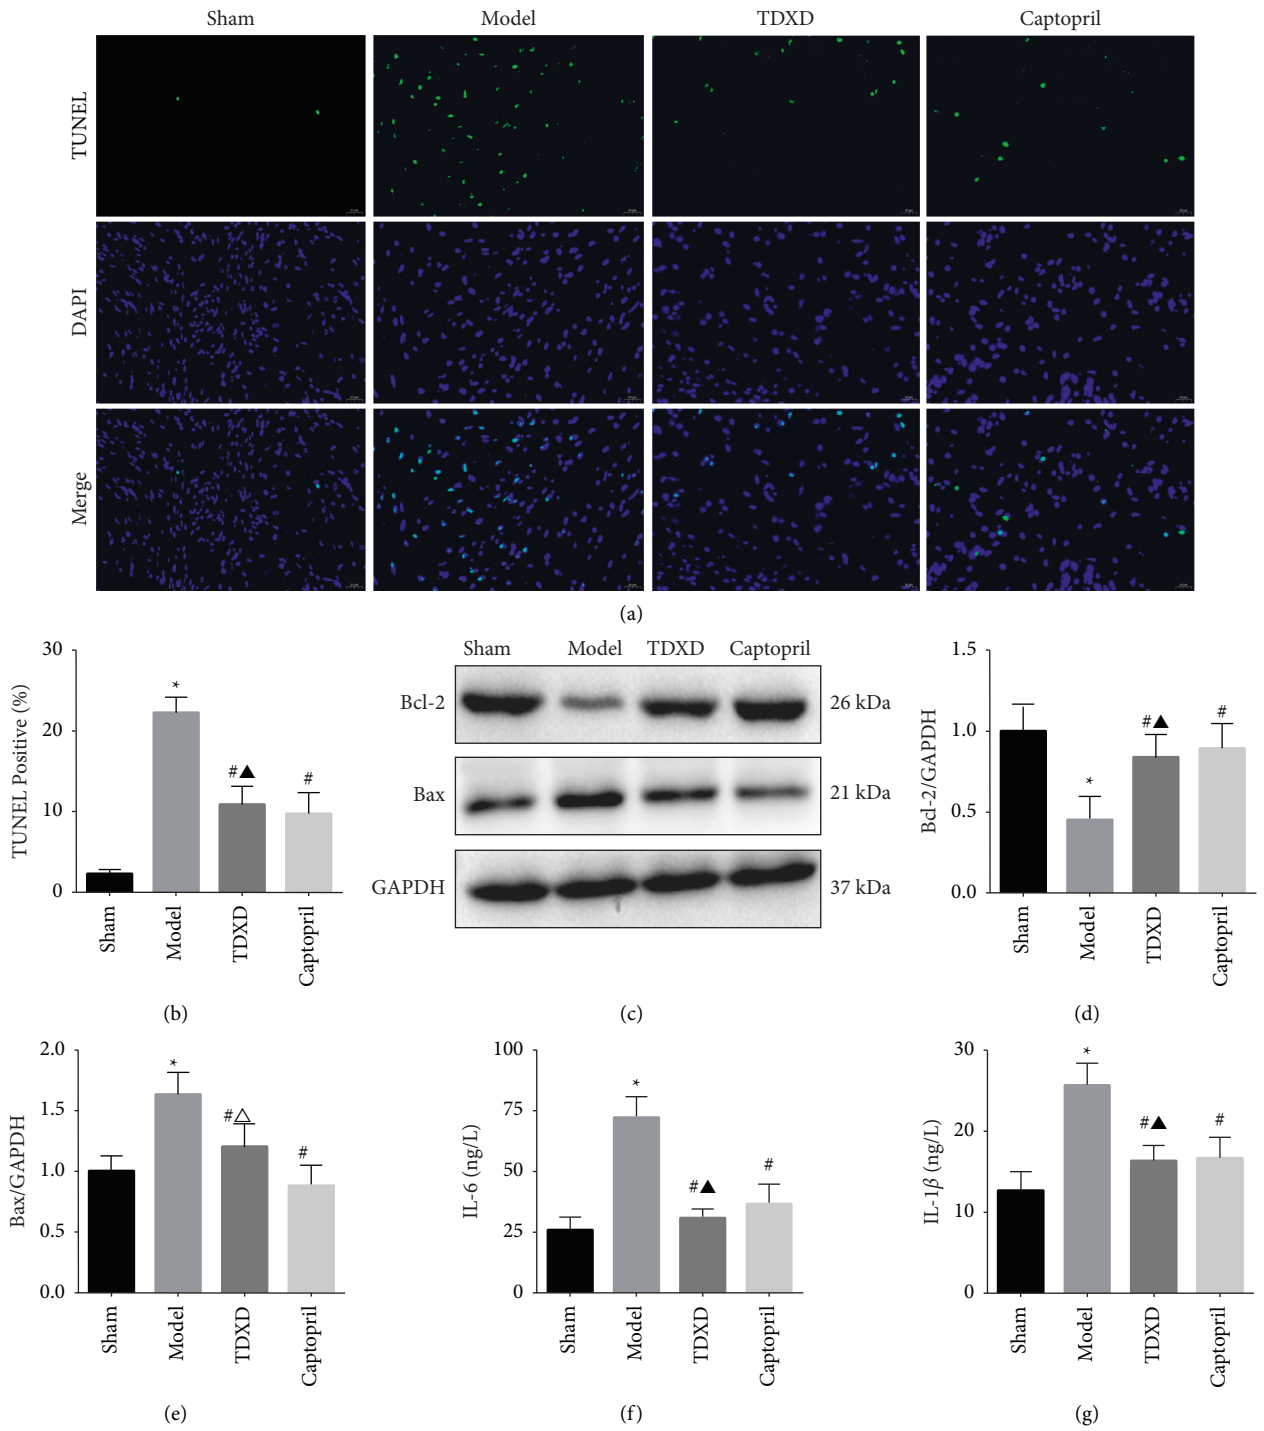 Sham Model TDXD Captopril
TUNEL
DAPI
Merge
(a)
TUNEL Positive (%)
30
20
10
0
*
#▲
#
Sham Model TDXD Captopril
(b)
Sham Model TDXD Captopril
Bcl-2 26 kDa
Bax 21 kDa
GAPDH 37 kDa
(c)
Bcl-2/GAPDH
1.5
1.0
0.5
0.0
*
#▲
#
Sham Model TDXD Captopril
(d)
Bax/GAPDH
2.0
1.5
1.0
0.5
0.0
*
#△
#
Sham Model TDXD Captopril
(e)
IL-6 (ng/L)
100
75
50
25
0
*
#▲
#
Sham Model TDXD Captopril
(f)
IL-1β (ng/L)
30
20
10
0
*
#▲
#
Sham Model TDXD Captopril
(g)